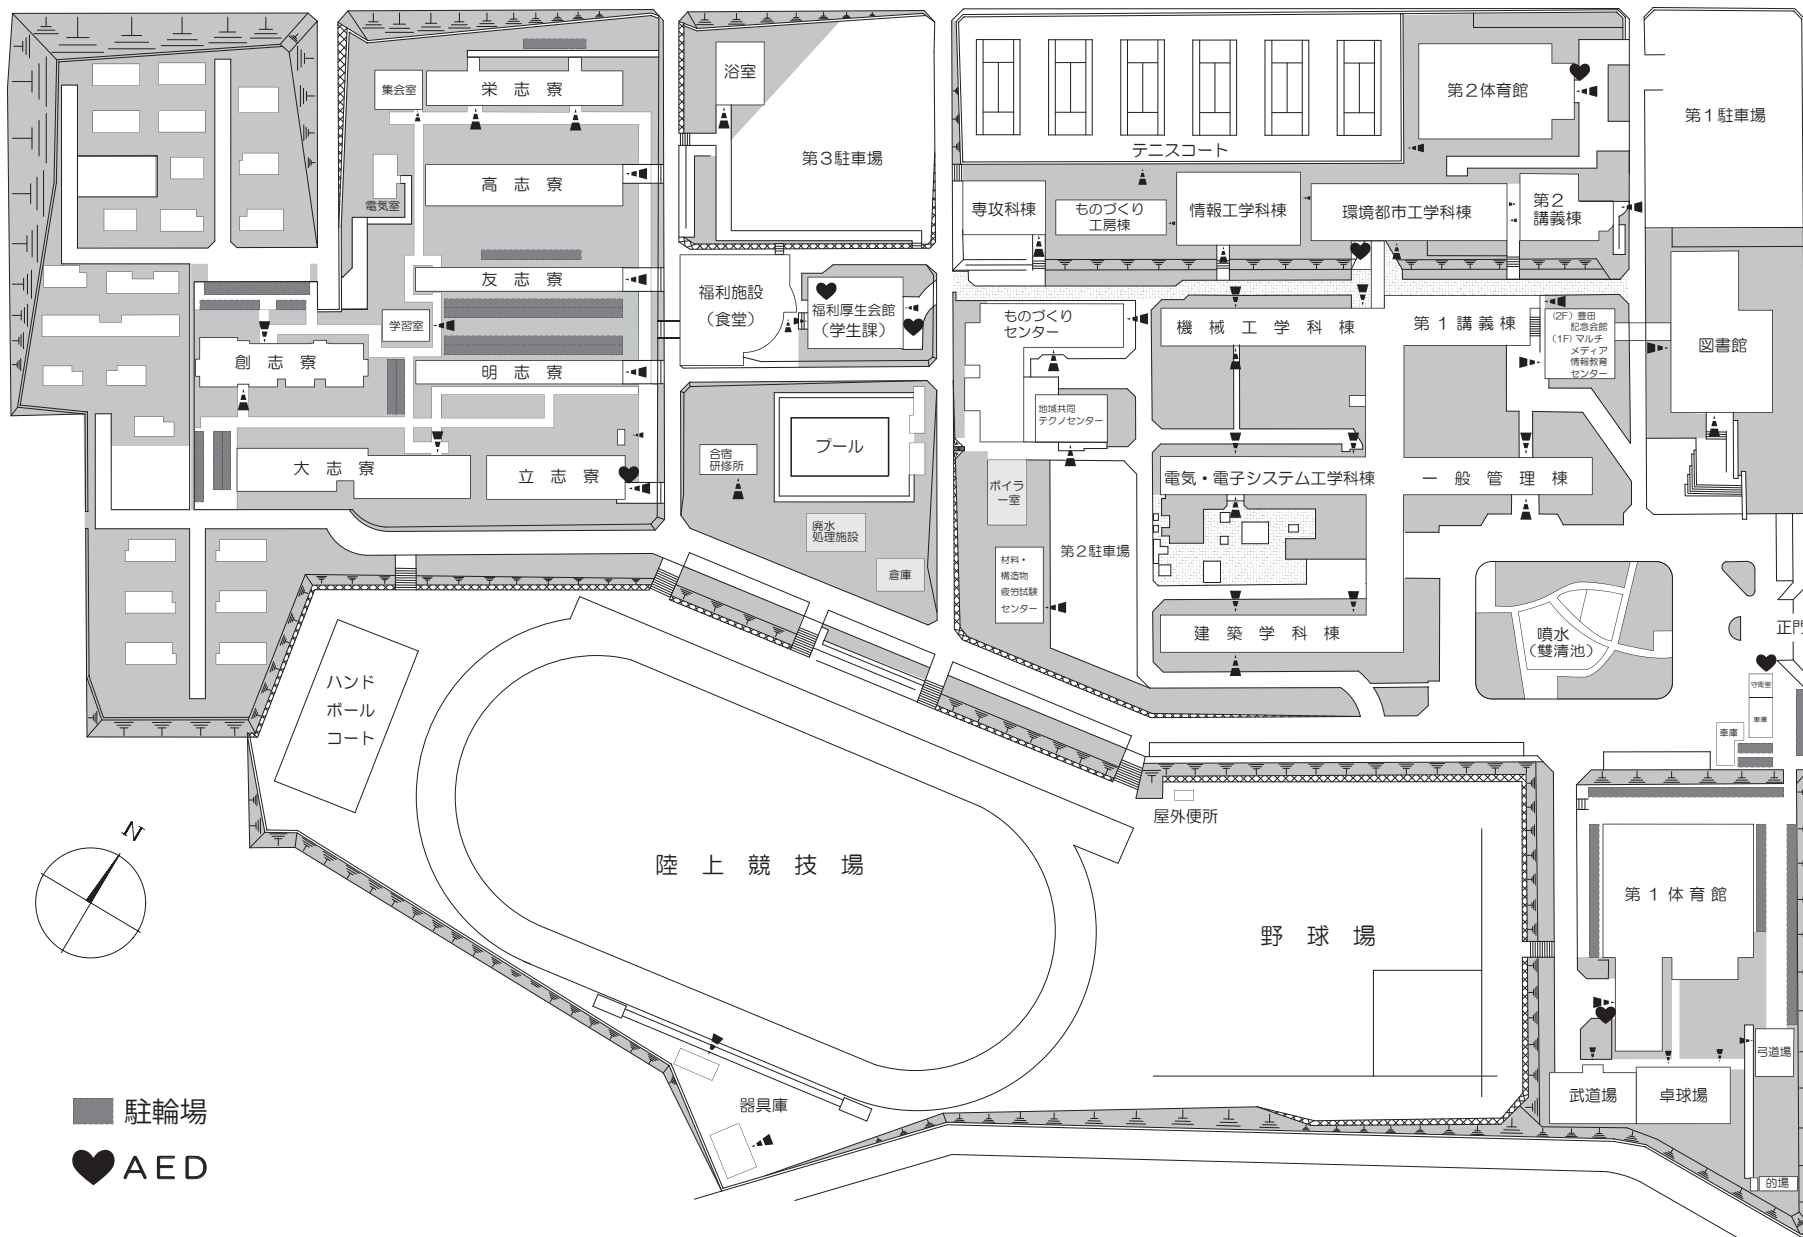 浴室
第2体育館
第1駐車場
集会室
栄志寮
テニスコート
第3駐車場
高志寮
電気室
専攻科棟
ものづくり
工房棟
情報工学科棟
環境都市工学科棟
第2
講義棟
友志寮
福利施設
(食堂)
福利厚生会館
(学生課)
ものづくり
センター
機械工学科棟
第1講義棟
(2F) 豊田
記念会館
(1F) マルチ
メディア
情報教育
センター
図書館
学習室
創志寮
明志寮
地域共同
テクノセンター
プール
合宿
研修所
大志寮
立志寮
電気・電子システム工学科棟
一般管理棟
ボイラ
ー室
廃水
処理施設
倉庫
第2駐車場
材料・
構造物
疲労試験
センター
建築学科棟
噴水
(雙清池)
正門
守衛室
車庫
車庫
ハンド
ボール
コート
屋外便所
陸上競技場
野球場
第1体育館
N
器具庫
武道場
卓球場
弓道場
的場
駐輪場
AED